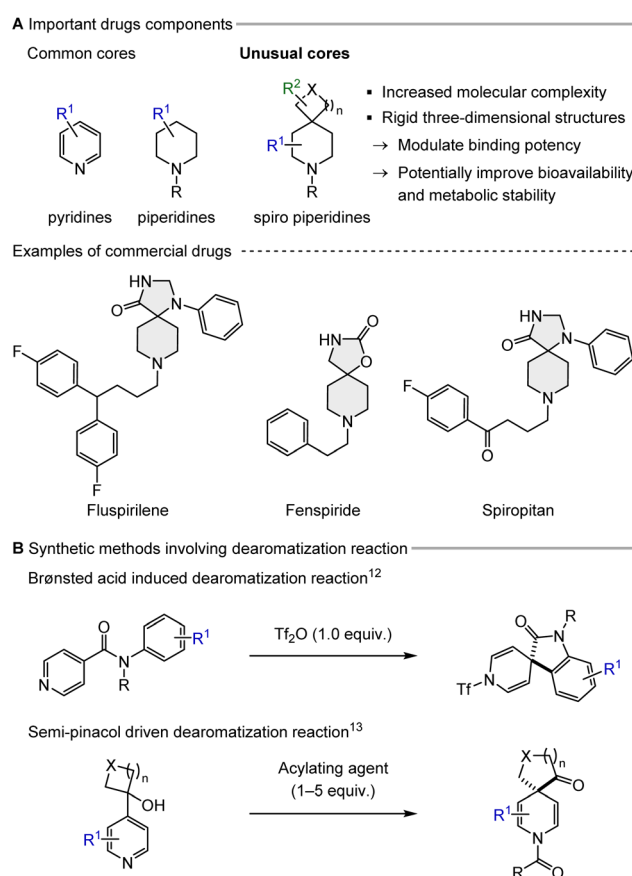 A Important drugs components
Common cores
Unusual cores
R¹
N
pyridines
R¹
N
R
piperidines
R²
X
( )n
R¹
N
R
spiro piperidines
▪ Increased molecular complexity
▪ Rigid three-dimensional structures
→ Modulate binding potency
→ Potentially improve bioavailability
and metabolic stability
Examples of commercial drugs
HN
O
N
N
F
F
Fluspirilene
O
HN
O
N
Fenspiride
HN
O
N
N
F
O
Spiropitan
B Synthetic methods involving dearomatization reaction
Brønsted acid induced dearomatization reaction¹²
O
N
N
R
R¹
Tf₂O (1.0 equiv.)
R
O
N
R¹
N
Tf
Semi-pinacol driven dearomatization reaction¹³
X
( )n
OH
R¹
N
Acylating agent
(1–5 equiv.)
X
( )n
O
R¹
N
R
O